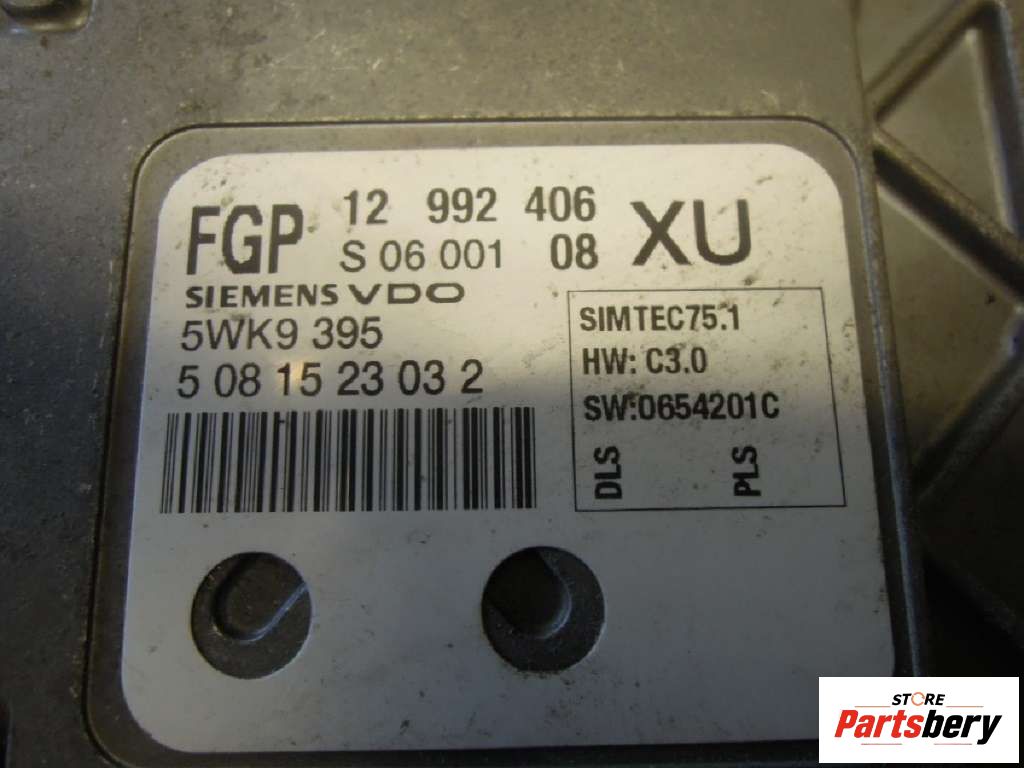 FGP 12 992 406 XU
S 06 001 08
SIEMENS VDO
5WK9 395
5 08 15 23 03 2
SIMTEC75.1
HW: C3.0
SW:0654201C
DLS PLS
STORE
Partsbery